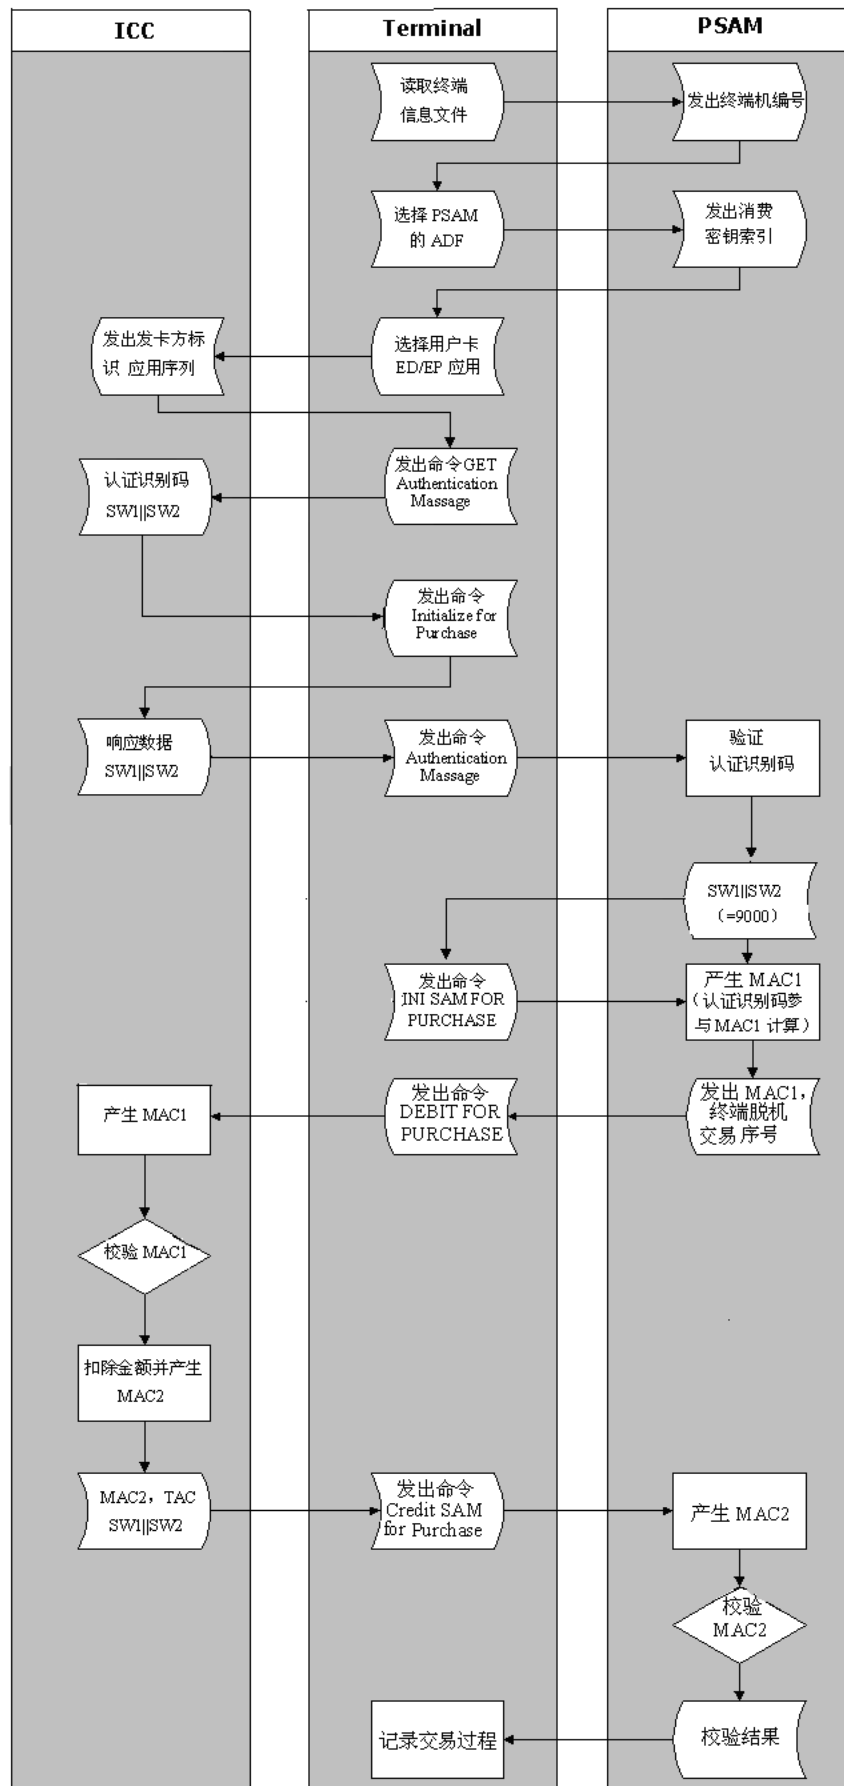 ICC
Terminal
PSAM
读取终端
信息文件
发出终端机编号
选择 PSAM
的 ADF
发出消费
密钥索引
发出发卡方标
识 应用序列
选择用户卡
ED/EP 应用
发出命令GET
Authentication
Massage
认证识别码
SW1||SW2
发出命令
Initialize for
Purchase
响应数据
SW1||SW2
发出命令
Authentication
Massage
验证
认证识别码
SW1||SW2
(=9000)
发出命令
INI SAM FOR
PURCHASE
产生 MAC1
(认证识别码参
与MAC1 计算)
产生 MAC1
发出命令
DEBIT FOR
PURCHASE
发出 MAC1,
终端脱机
交易序号
校验 MAC1
扣除金额并产生
MAC2
MAC2, TAC
SW1||SW2
发出命令
Credit SAM
for Purchase
产生 MAC2
校验
MAC2
记录交易过程
校验结果